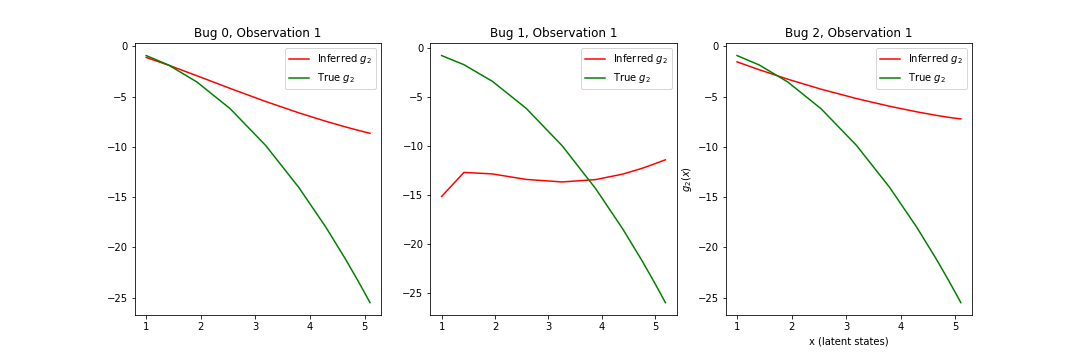 Bug 0, Observation 1
Inferred g₂
True g₂
0
−5
−10
−15
−20
−25
1 2 3 4 5
Bug 1, Observation 1
Inferred g₂
True g₂
0
−5
−10
−15
−20
−25
1 2 3 4 5
Bug 2, Observation 1
Inferred g₂
True g₂
g₂(x)
0
−5
−10
−15
−20
−25
1 2 3 4 5
x (latent states)